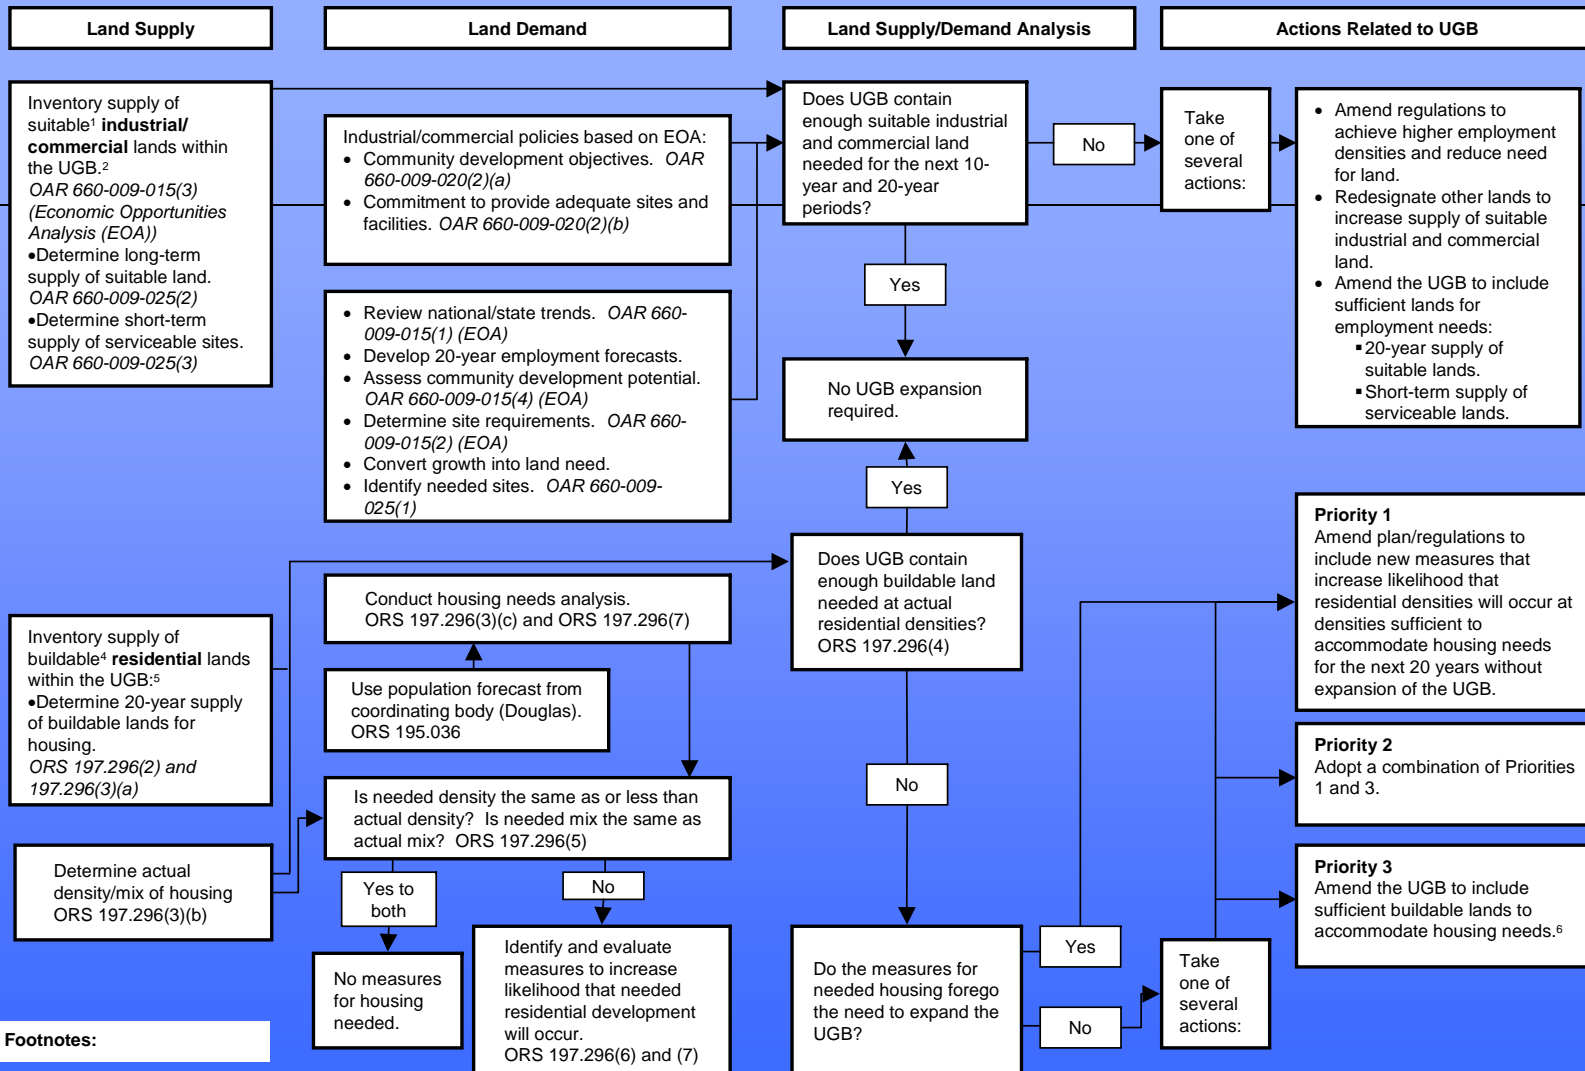 Land Supply
Land Demand
Land Supply/Demand Analysis
Actions Related to UGB
Inventory supply of
suitable¹ industrial/
commercial lands within
the UGB.²
OAR 660-009-015(3)
(Economic Opportunities
Analysis (EOA))
•Determine long-term
supply of suitable land.
OAR 660-009-025(2)
•Determine short-term
supply of serviceable sites.
OAR 660-009-025(3)
Industrial/commercial policies based on EOA:
• Community development objectives. OAR
660-009-020(2)(a)
• Commitment to provide adequate sites and
facilities. OAR 660-009-020(2)(b)
• Review national/state trends. OAR 660-
009-015(1) (EOA)
• Develop 20-year employment forecasts.
• Assess community development potential.
OAR 660-009-015(4) (EOA)
• Determine site requirements. OAR 660-
009-015(2) (EOA)
• Convert growth into land need.
• Identify needed sites. OAR 660-009-
025(1)
Does UGB contain
enough suitable industrial
and commercial land
needed for the next 10-
year and 20-year
periods?
No
Take
one of
several
actions:
• Amend regulations to
achieve higher employment
densities and reduce need
for land.
• Redesignate other lands to
increase supply of suitable
industrial and commercial
land.
• Amend the UGB to include
sufficient lands for
employment needs:
▪20-year supply of
suitable lands.
▪Short-term supply of
serviceable lands.
Yes
No UGB expansion
required.
Yes
Does UGB contain
enough buildable land
needed at actual
residential densities?
ORS 197.296(4)
Inventory supply of
buildable⁴ residential lands
within the UGB:⁵
•Determine 20-year supply
of buildable lands for
housing.
ORS 197.296(2) and
197.296(3)(a)
Determine actual
density/mix of housing
ORS 197.296(3)(b)
Conduct housing needs analysis.
ORS 197.296(3)(c) and ORS 197.296(7)
Use population forecast from
coordinating body (Douglas).
ORS 195.036
Is needed density the same as or less than
actual density? Is needed mix the same as
actual mix? ORS 197.296(5)
Yes to
both
No
No measures
for housing
needed.
Identify and evaluate
measures to increase
likelihood that needed
residential development
will occur.
ORS 197.296(6) and (7)
No
Do the measures for
needed housing forego
the need to expand the
UGB?
Yes
No
Take
one of
several
actions:
Priority 1
Amend plan/regulations to
include new measures that
increase likelihood that
residential densities will occur at
densities sufficient to
accommodate housing needs
for the next 20 years without
expansion of the UGB.
Priority 2
Adopt a combination of Priorities
1 and 3.
Priority 3
Amend the UGB to include
sufficient buildable lands to
accommodate housing needs.⁶
Footnotes: